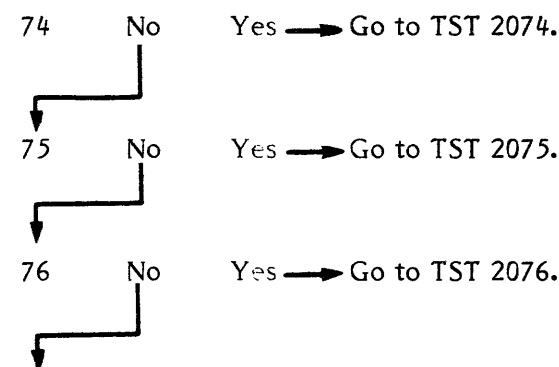 74 No Yes Go to TST 2074.
75 No Yes Go to TST 2075.
76 No Yes Go to TST 2076.